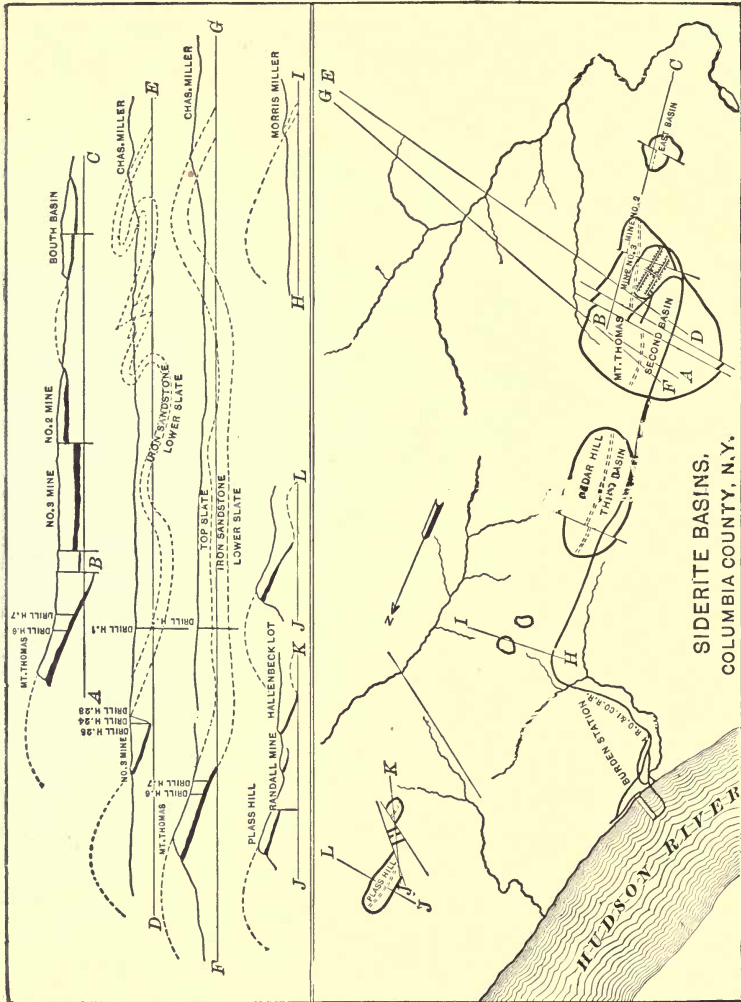 BOUTH BASIN
C
NO.2 MINE
NO.3 MINE
B
DRILL H.7
DRILL H.6
MT.THOMAS
A
CHAS. MILLER
E
IRON SANDSTONE
LOWER SLATE
DRILL H.1
DRILL H.23
DRILL H.24
DRILL H.25
NO.3 MINE
D
CHAS. MILLER
G
TOP SLATE
IRON SANDSTONE
LOWER SLATE
DRILL H.
DRILL H.7
DRILL H.6
MT.THOMAS
F
MORRIS MILLER
I
H
L
J
HALLENBECK LOT
K
RANDALL MINE
PLASS HILL
J
G E
C
EAST BASIN
MINE NO.2
MINE NO.3
B
MT. THOMAS
SECOND BASIN
D
A
F
CEDAR HILL
THIRD BASIN
N
I
H
BURDEN STATION
H.R.O.&I.CO.R.R.
K
L
PLASS HILL
J
J
HUDSON RIVER
SIDERITE BASINS,
COLUMBIA COUNTY, N.Y.